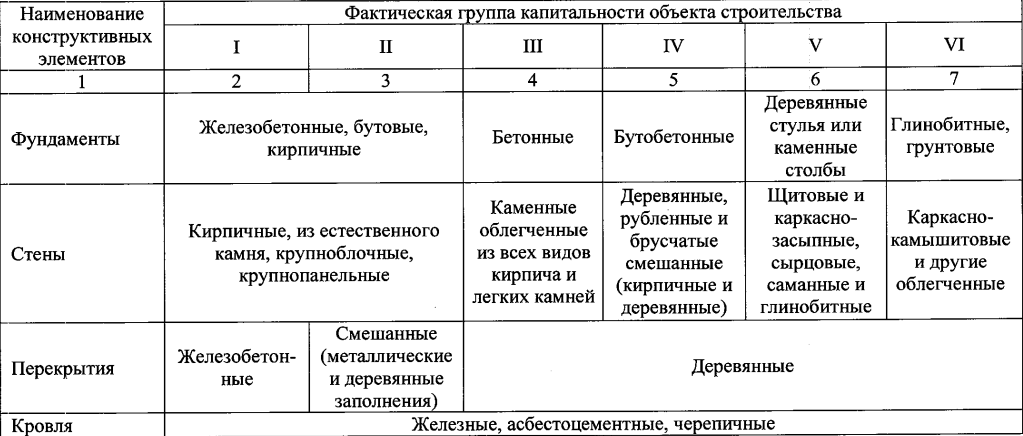 Наименование
конструктивных
элементов
Фактическая группа капитальности объекта строительства
I
II
III
IV
V
VI
1
2
3
4
5
6
7
Фундаменты
Железобетонные, бутовые,
кирпичные
Бетонные
Бутобетонные
Деревянные
стулья или
каменные
столбы
Глинобитные,
грунтовые
Стены
Кирпичные, из естественного
камня, крупноблочные,
крупнопанельные
Каменные
облегченные
из всех видов
кирпича и
легких камней
Деревянные,
рубленные и
брусчатые
смешанные
(кирпичные и
деревянные)
Щитовые и
каркасно-
засыпные,
сырцовые,
саманные и
глинобитные
Каркасно-
камышитовые
и другие
облегченные
Перекрытия
Железобетон-
ные
Смешанные
(металлические
и деревянные
заполнения)
Деревянные
Кровля
Железные, асбестоцементные, черепичные